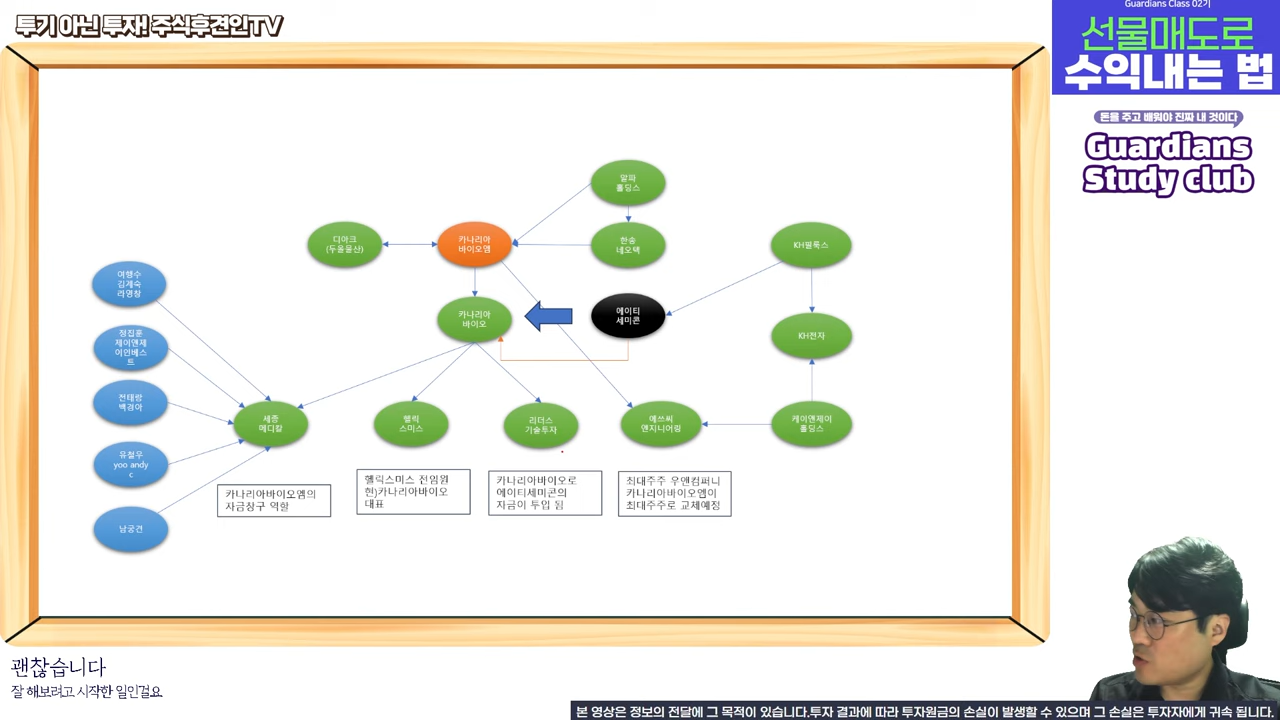 투기 아닌 투자! 주식후견인TV
Guardians Class 02기
선물매도로
수익내는 법
돈을 주고 배워야 진짜 내 것이다
Guardians
Study club
알파
홀딩스
디아크
(두올물산)
카나리아
바이오엠
한송
네오텍
KH필룩스
여행수
김계숙
라영창
카나리아
바이오
에이티
세미콘
KH전자
정집훈
제이앤제
이인베스
트
전태랑
백경아
세종
메디칼
헬릭
스미스
리더스
기술투자
에쓰씨
엔지니어링
케이앤제이
홀딩스
유철우
yoo andy
c
남궁견
카나리아바이오엠의
자금창구 역할
헬릭스미스 전임원
현)카나리아바이오
대표
카나리아바이오로
에이티세미콘의
자금이 투입 됨
최대주주 우앤컴퍼니
카나리아바이오엠이
최대주주로 교체예정
괜찮습니다
잘 해보려고 시작한 일인걸요
본 영상은 정보의 전달에 그 목적이 있습니다.투자 결과에 따라 투자원금의 손실이 발생할 수 있으며 그 손실은 투자자에게 귀속 됩니다.